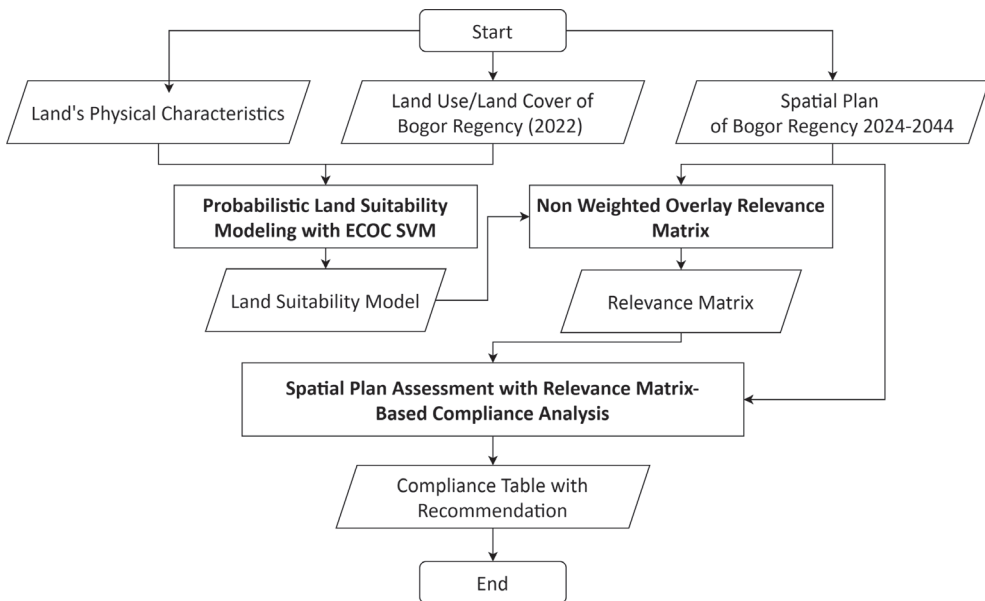 Start
Land's Physical Characteristics
Land Use/Land Cover of
Bogor Regency (2022)
Spatial Plan
of Bogor Regency 2024-2044
Probabilistic Land Suitability
Modeling with ECOC SVM
Non Weighted Overlay Relevance
Matrix
Land Suitability Model
Relevance Matrix
Spatial Plan Assessment with Relevance Matrix-
Based Compliance Analysis
Compliance Table with
Recommendation
End